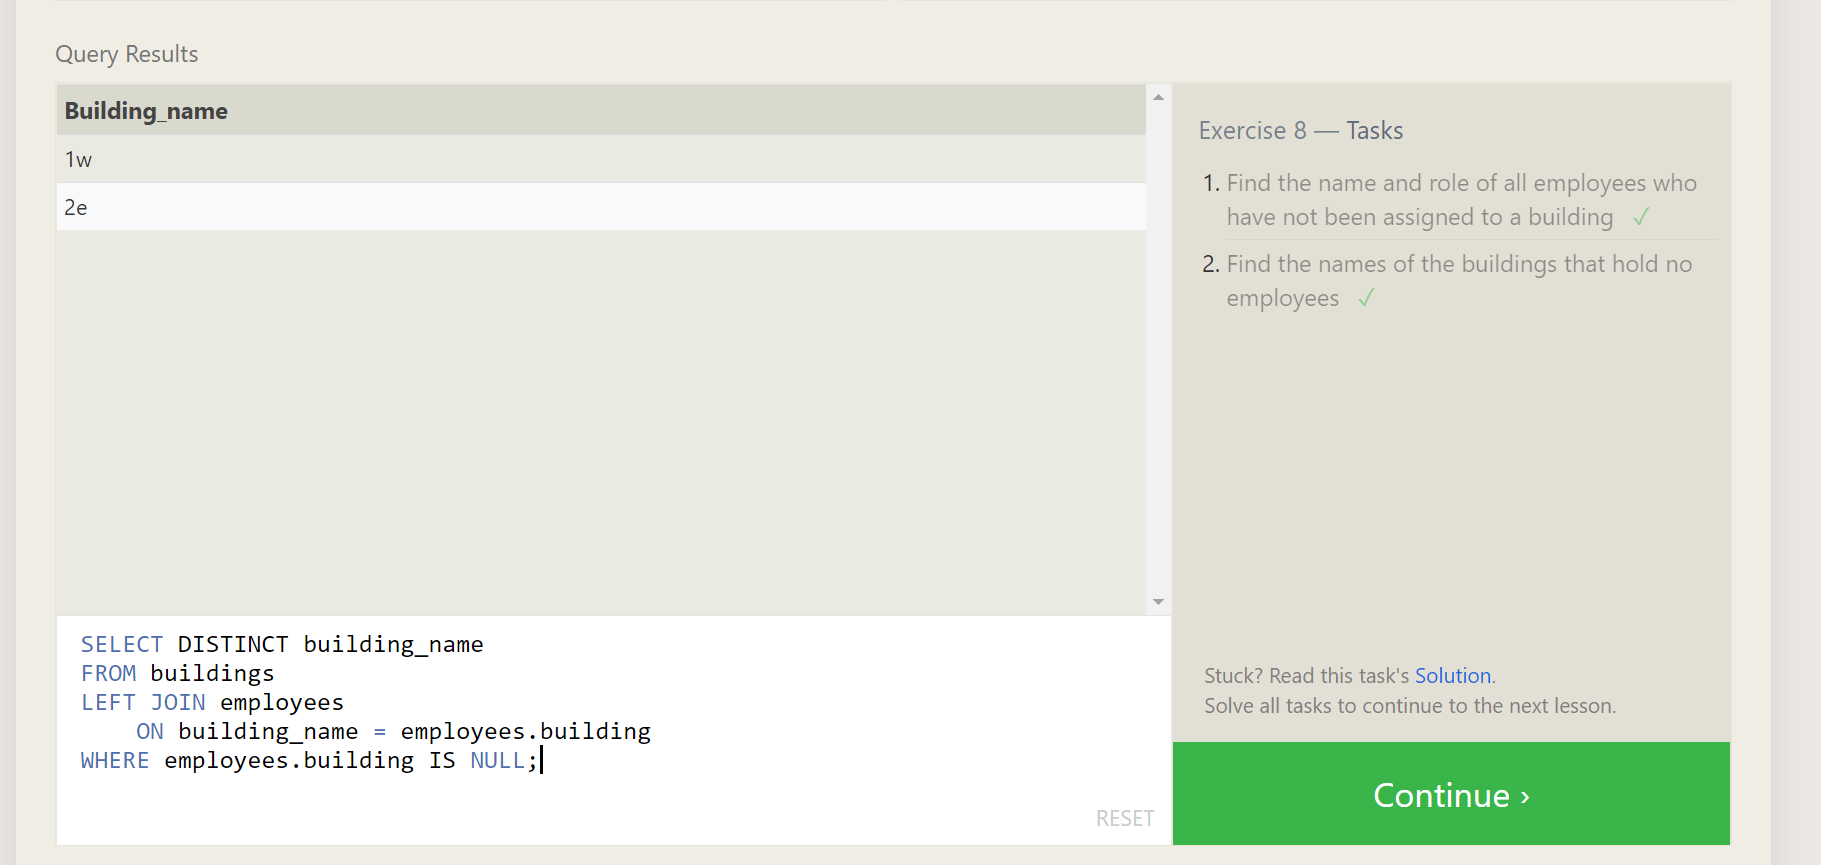 Query Results
Building_name
1w
2e
Exercise 8 — Tasks
1. Find the name and role of all employees who
have not been assigned to a building ✓
2. Find the names of the buildings that hold no
employees ✓
Stuck? Read this task's Solution.
Solve all tasks to continue to the next lesson.
Continue ›
SELECT DISTINCT building_name
FROM buildings
LEFT JOIN employees
    ON building_name = employees.building
WHERE employees.building IS NULL;
RESET